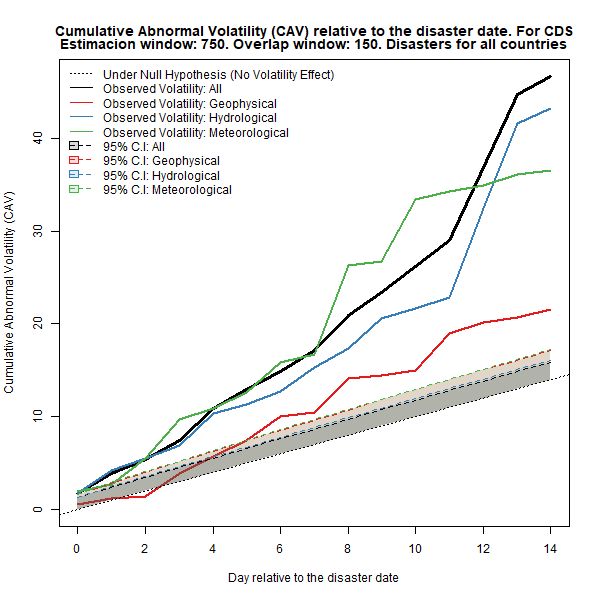 Cumulative Abnormal Volatility (CAV) relative to the disaster date. For CDS
Estimacion window: 750. Overlap window: 150. Disasters for all countries
Under Null Hypothesis (No Volatility Effect)
Observed Volatility: All
Observed Volatility: Geophysical
Observed Volatility: Hydrological
Observed Volatility: Meteorological
95% C.I: All
95% C.I: Geophysical
95% C.I: Hydrological
95% C.I: Meteorological
Cumulative Abnormal Volatility (CAV)
40
30
20
10
0
0 2 4 6 8 10 12 14
Day relative to the disaster date